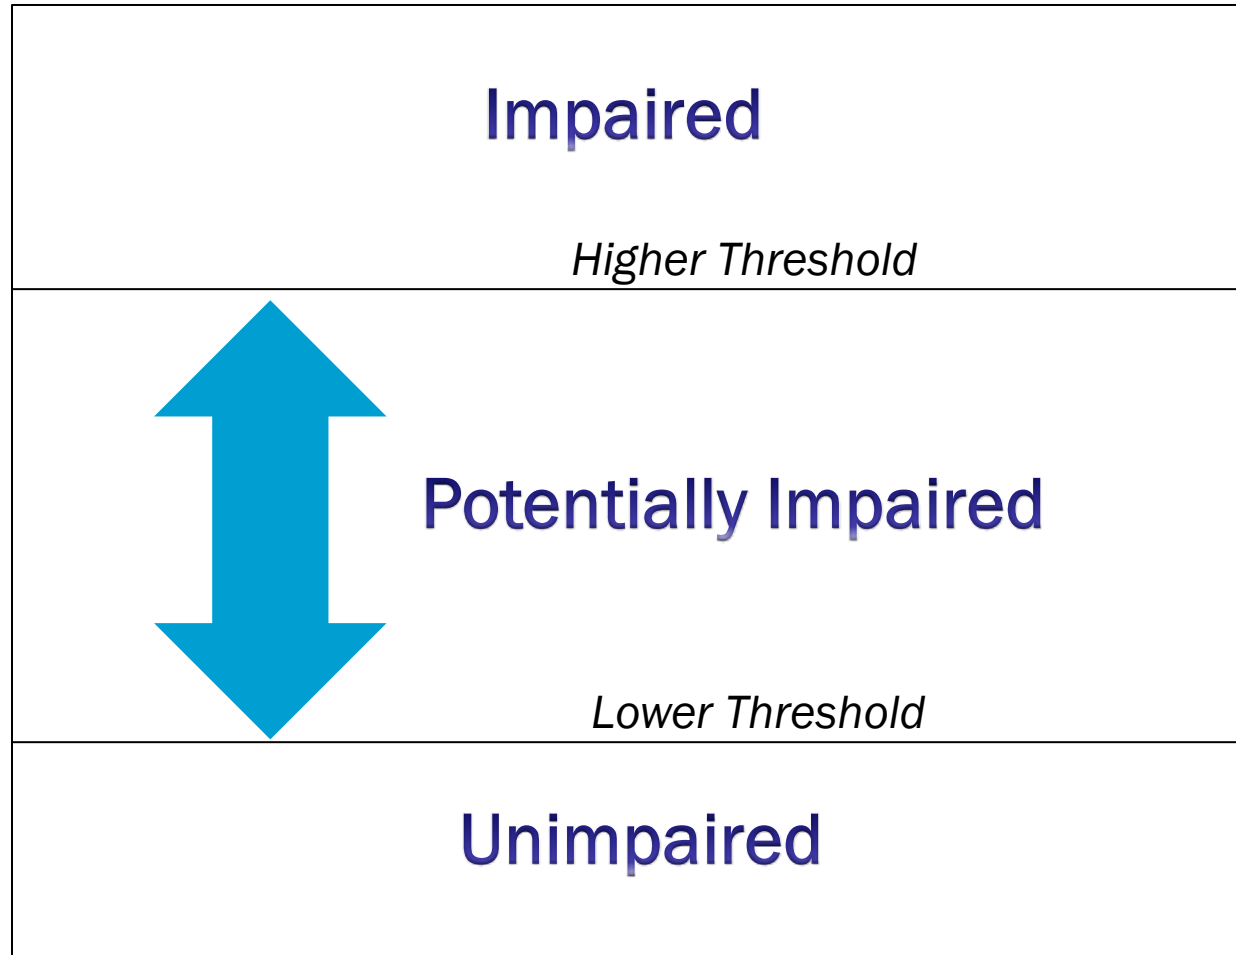 Impaired
Higher Threshold
Potentially Impaired
Lower Threshold
Unimpaired